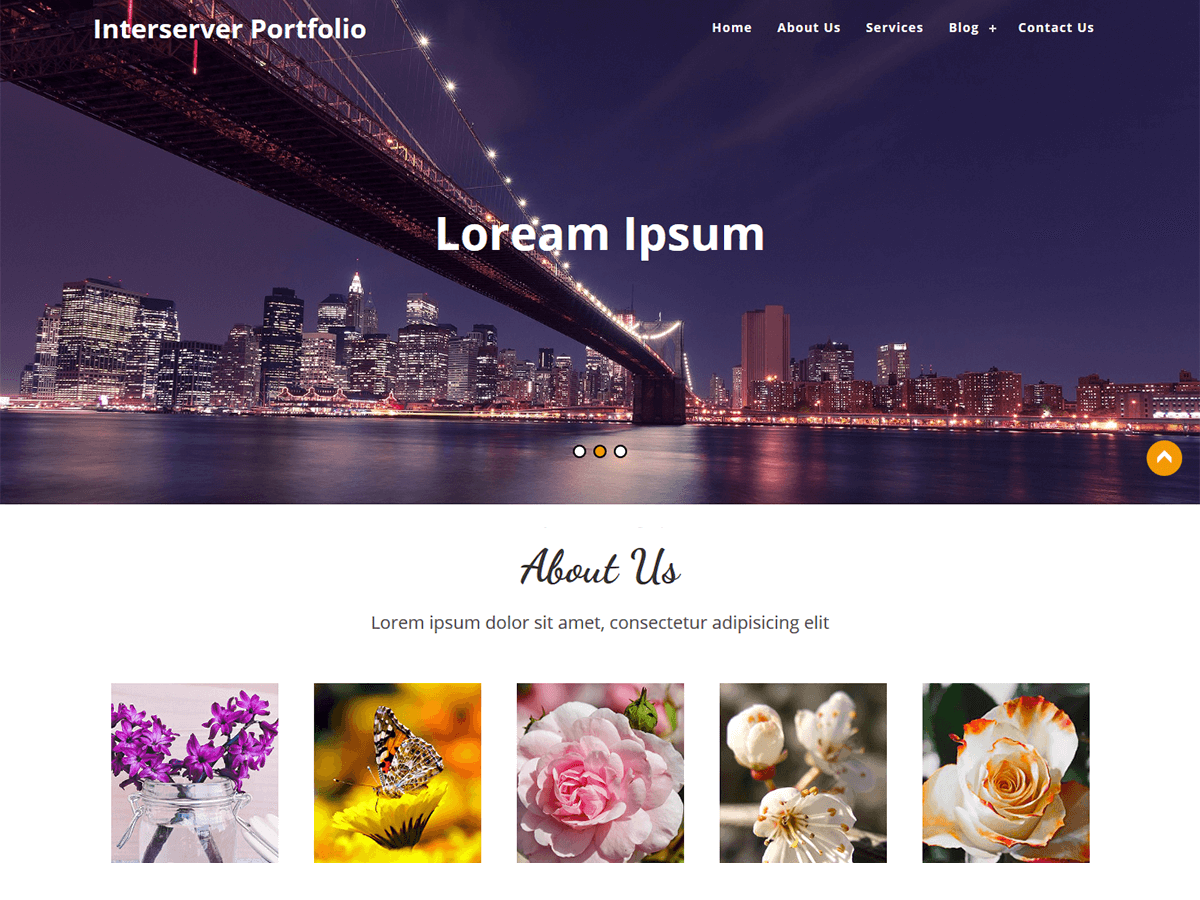 Interserver Portfolio
Home About Us Services Blog + Contact Us
Loream Ipsum
About Us
Lorem ipsum dolor sit amet, consectetur adipisicing elit